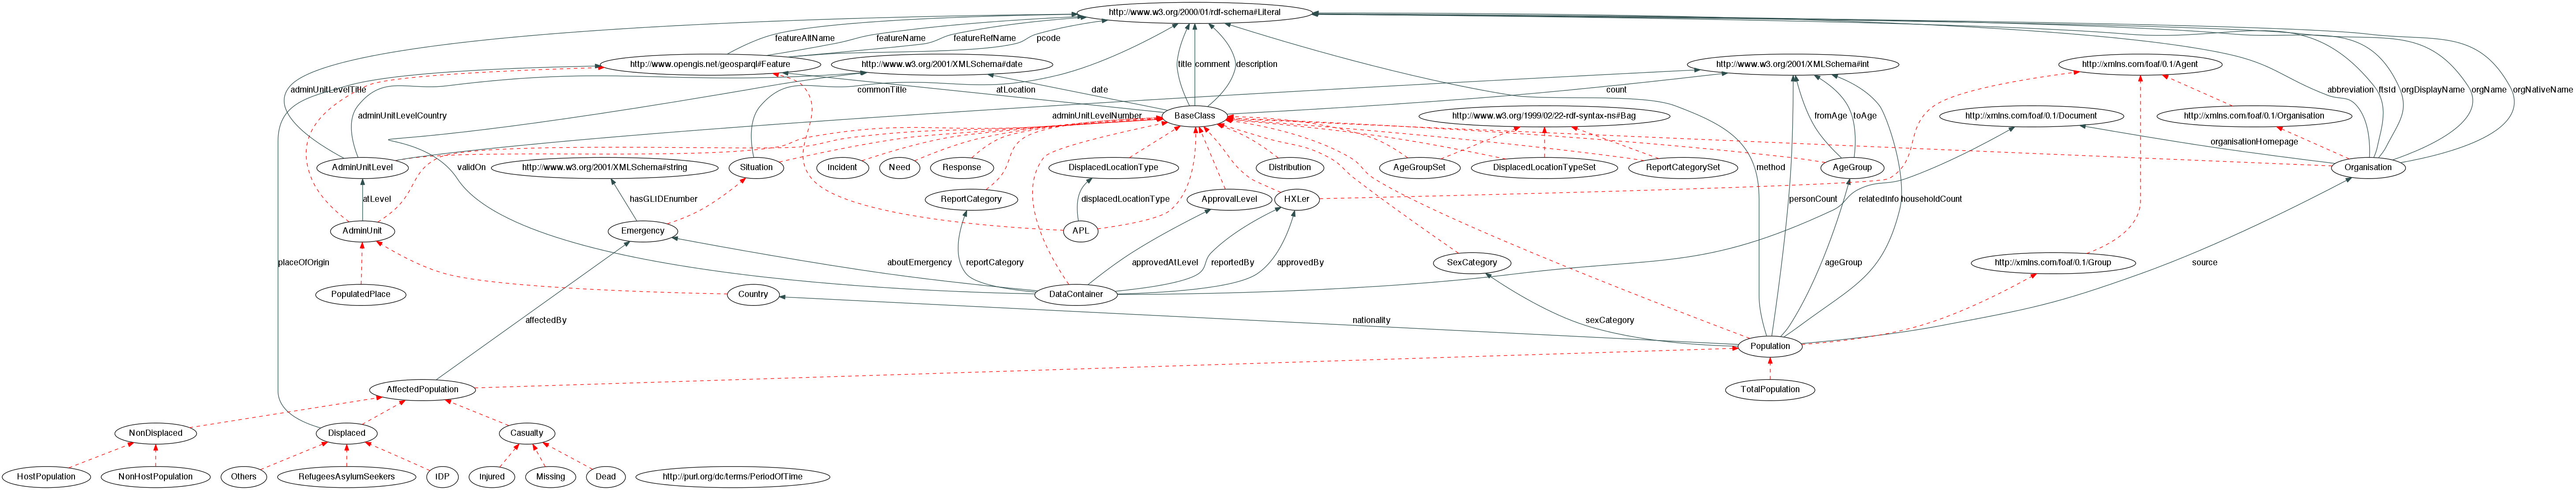 http://www.w3.org/2000/01/rdf-schema#Literal
featureAltName
featureName
featureRefName
pcode
http://www.opengis.net/geosparql#Feature
http://www.w3.org/2001/XMLSchema#date
title
comment
description
http://www.w3.org/2001/XMLSchema#int
http://xmlns.com/foaf/0.1/Agent
adminUnitLevelTitle
commonTitle
atLocation
date
count
abbreviation
ftsId
orgDisplayName
orgName
orgNativeName
adminUnitLevelCountry
adminUnitLevelNumber
BaseClass
http://www.w3.org/1999/02/22-rdf-syntax-ns#Bag
fromAge
toAge
http://xmlns.com/foaf/0.1/Document
http://xmlns.com/foaf/0.1/Organisation
organisationHomepage
AdminUnitLevel
validOn
http://www.w3.org/2001/XMLSchema#string
Situation
Incident
Need
Response
DisplacedLocationType
Distribution
AgeGroupSet
DisplacedLocationTypeSet
ReportCategorySet
method
AgeGroup
Organisation
atLevel
hasGLIDEnumber
ReportCategory
displacedLocationType
ApprovalLevel
HXLer
personCount
relatedInfo
householdCount
AdminUnit
Emergency
APL
placeOfOrigin
aboutEmergency
reportCategory
approvedAtLevel
reportedBy
approvedBy
SexCategory
ageGroup
http://xmlns.com/foaf/0.1/Group
source
PopulatedPlace
Country
DataContainer
affectedBy
nationality
sexCategory
Population
AffectedPopulation
TotalPopulation
NonDisplaced
Displaced
Casualty
HostPopulation
NonHostPopulation
Others
RefugeesAsylumSeekers
IDP
Injured
Missing
Dead
http://purl.org/dc/terms/PeriodOfTime